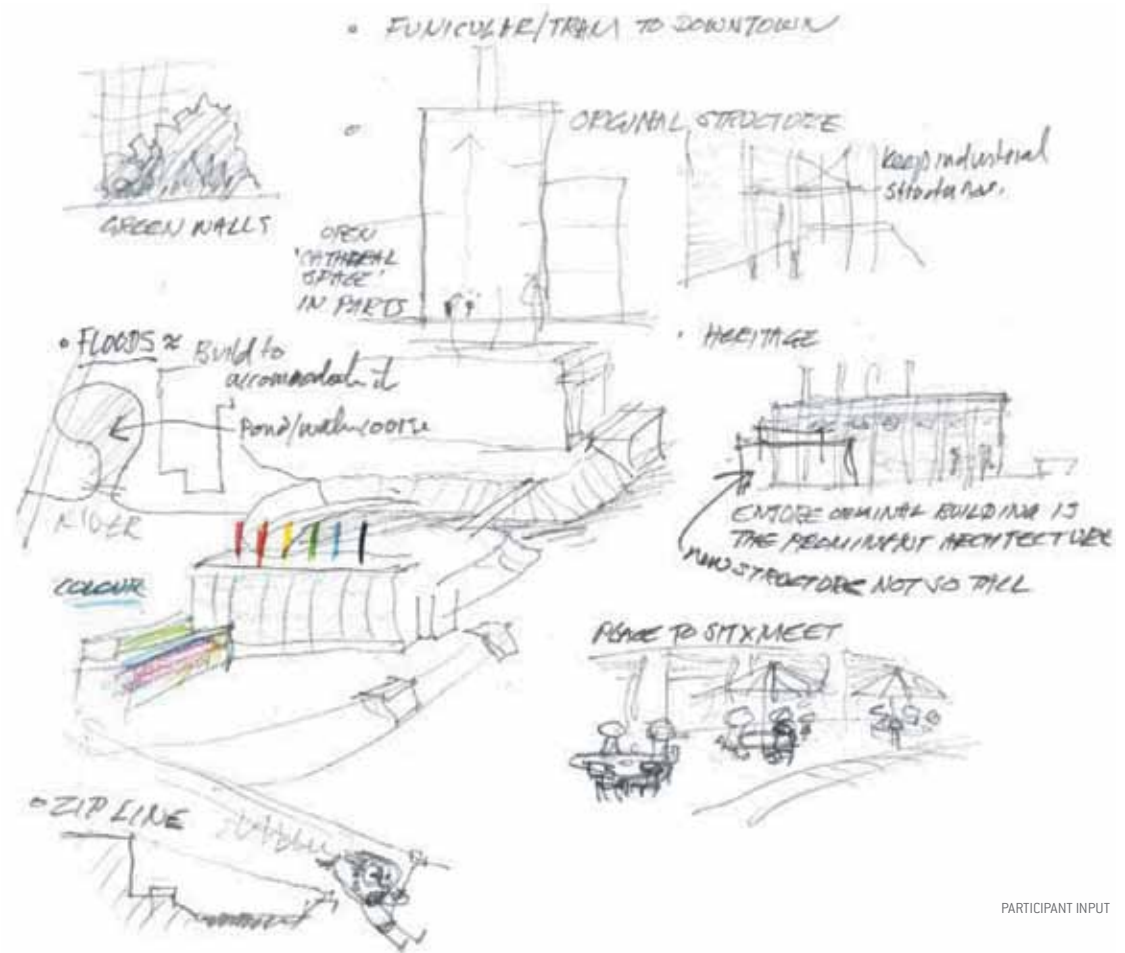 • FUNICULAR/TRAM TO DOWNTOWN
GREEN WALLS
ORIGINAL STRUCTURE
Keep industrial
structures.
OPEN
'CATHEDRAL
SPACE'
IN PARTS
• FLOODS ≈ Build to
accommodate it
Pond/watercourse
RIVER
• HERITAGE
ENTIRE ORIGINAL BUILDING IS
THE PROMINENT ARCHITECTURE
new STRUCTURE NOT SO TALL
COLOUR
PLACE TO SIT & MEET
• ZIP LINE
PARTICIPANT INPUT